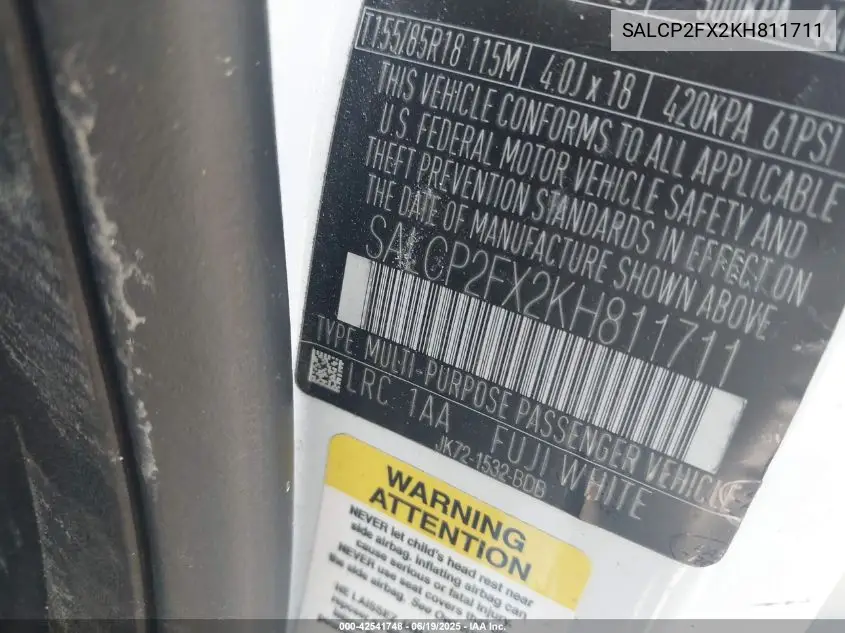 SALCP2FX2KH811711
T155/85R18 115M 4.0J x 18 420KPA 61PSI
THIS VEHICLE CONFORMS TO ALL APPLICABLE
U.S. FEDERAL MOTOR VEHICLE SAFETY AND
THEFT PREVENTION STANDARDS IN EFFECT ON
THE DATE OF MANUFACTURE SHOWN ABOVE
SALCP2FX2KH811711
TYPE: MULTI-PURPOSE PASSENGER VEHICLE
LRC 1AA FUJI WHITE
JK72-1532-BDB
WARNING
ATTENTION
NEVER let child's head rest near
side airbag. Inflating airbag can
cause serious or fatal injury.
NEVER use seat covers
the side airbag. See
NE LAISSEZ
000-42541748 - 06/19/2025 - IAA Inc.